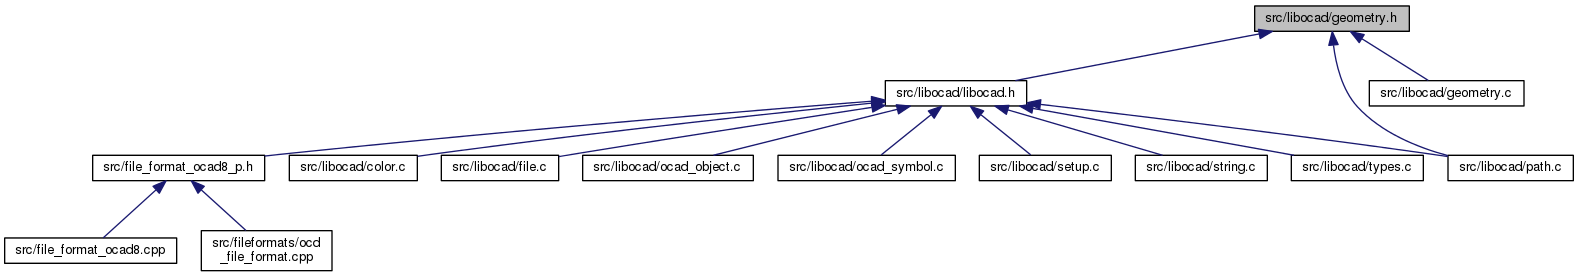 src/libocad/geometry.h
src/libocad/libocad.h
src/libocad/geometry.c
src/file_format_ocad8_p.h
src/libocad/color.c
src/libocad/file.c
src/libocad/ocad_object.c
src/libocad/ocad_symbol.c
src/libocad/setup.c
src/libocad/string.c
src/libocad/types.c
src/libocad/path.c
src/file_format_ocad8.cpp
src/fileformats/ocd
_file_format.cpp